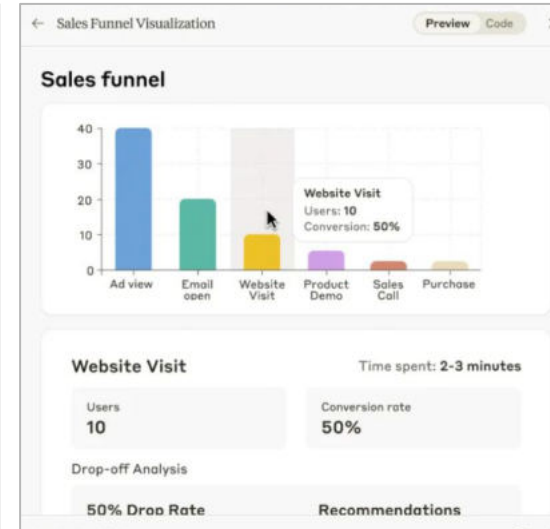 ← Sales Funnel Visualization
Preview Code
Sales funnel
40
30
20
10
0
Ad view
Email
open
Website
Visit
Product
Demo
Sales
Call
Purchase
Website Visit
Users: 10
Conversion: 50%
Website Visit
Time spent: 2-3 minutes
Users
10
Conversion rate
50%
Drop-off Analysis
50% Drop Rate
Recommendations